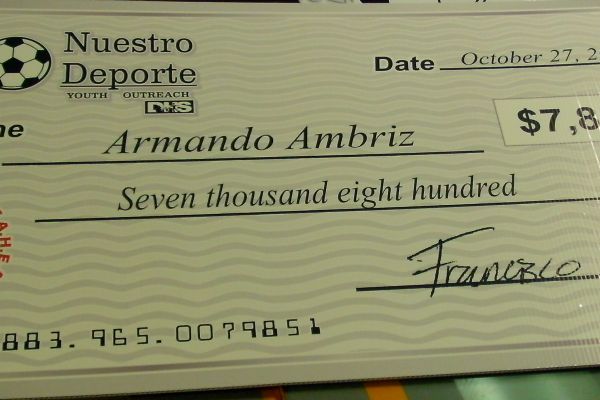 Nuestro
Deporte
YOUTH OUTREACH
Date October 27, 2
$7,8
Armando Ambriz
Seven thousand eight hundred
Francisco
883.965.0079851